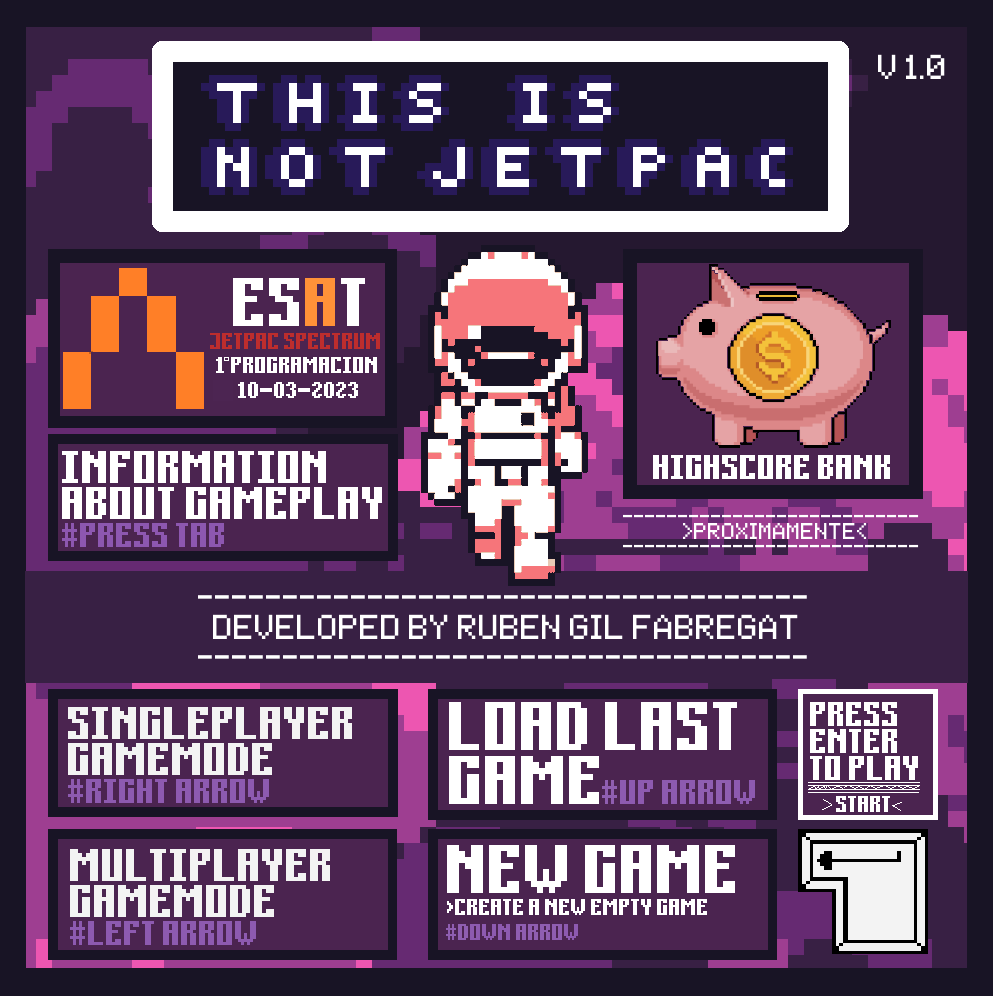 THIS IS
NOT JETPAC
V 1.0
ESAT
JETPAC SPECTRUM
1ºPROGRAMACION
10-03-2023
INFORMATION
ABOUT GAMEPLAY
#PRESS TAB
$
HIGHSCORE BANK
>PROXIMAMENTE<
DEVELOPED BY RUBEN GIL FABREGAT
SINGLEPLAYER
GAMEMODE
#RIGHT ARROW
LOAD LAST
GAME #UP ARROW
PRESS
ENTER
TO PLAY
>START<
MULTIPLAYER
GAMEMODE
#LEFT ARROW
NEW GAME
>CREATE A NEW EMPTY GAME
#DOWN ARROW